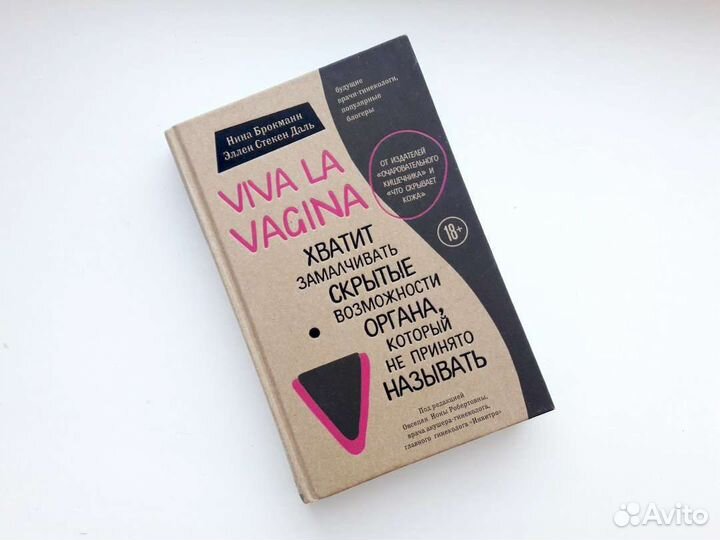 Нина Брокманн
Эллен Стекен Даль
будущие
врачи-гинекологи,
популярные
блогеры
VIVA LA
VAGINA
ОТ ИЗДАТЕЛЕЙ
«ОЧАРОВАТЕЛЬНОГО
КИШЕЧНИКА» И
«ЧТО СКРЫВАЕТ
КОЖА»
18+
ХВАТИТ
ЗАМАЛЧИВАТЬ
СКРЫТЫЕ
ВОЗМОЖНОСТИ
ОРГАНА,
КОТОРЫЙ
НЕ ПРИНЯТО
НАЗЫВАТЬ
Под редакцией
Овсепян Ноны Робертовны,
врача акушера-гинеколога,
главного гинеколога «Инвитро»
Avito